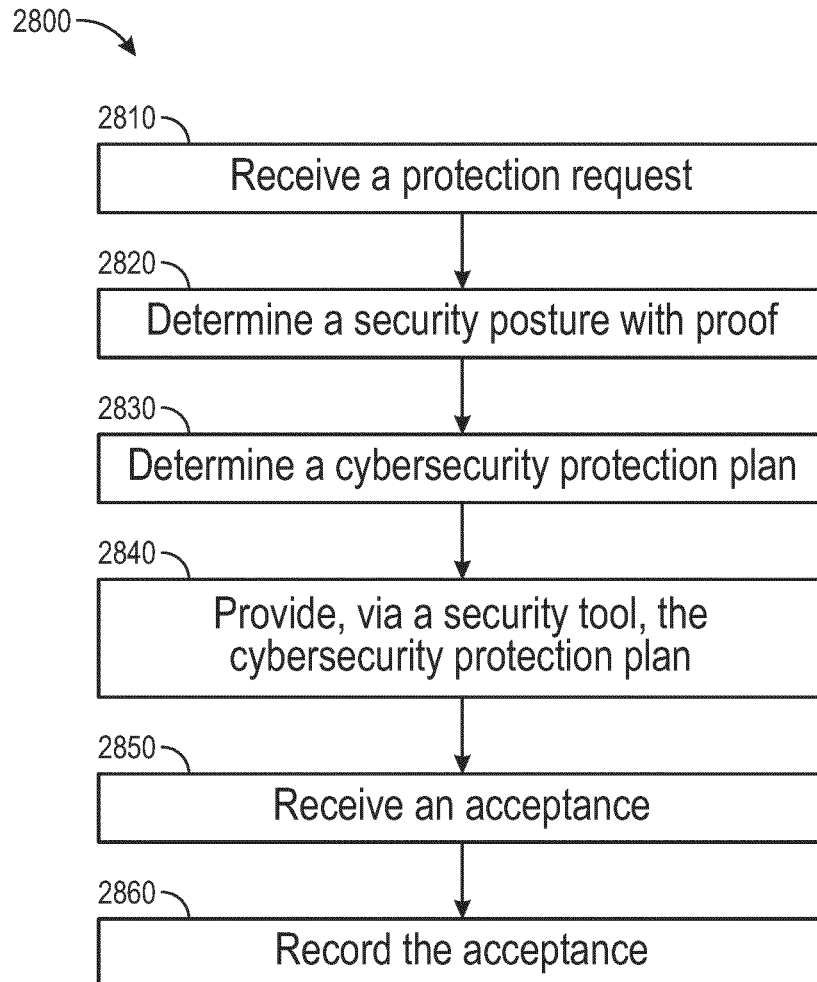 2800
2810
Receive a protection request
2820
Determine a security posture with proof
2830
Determine a cybersecurity protection plan
2840
Provide, via a security tool, the
cybersecurity protection plan
2850
Receive an acceptance
2860
Record the acceptance